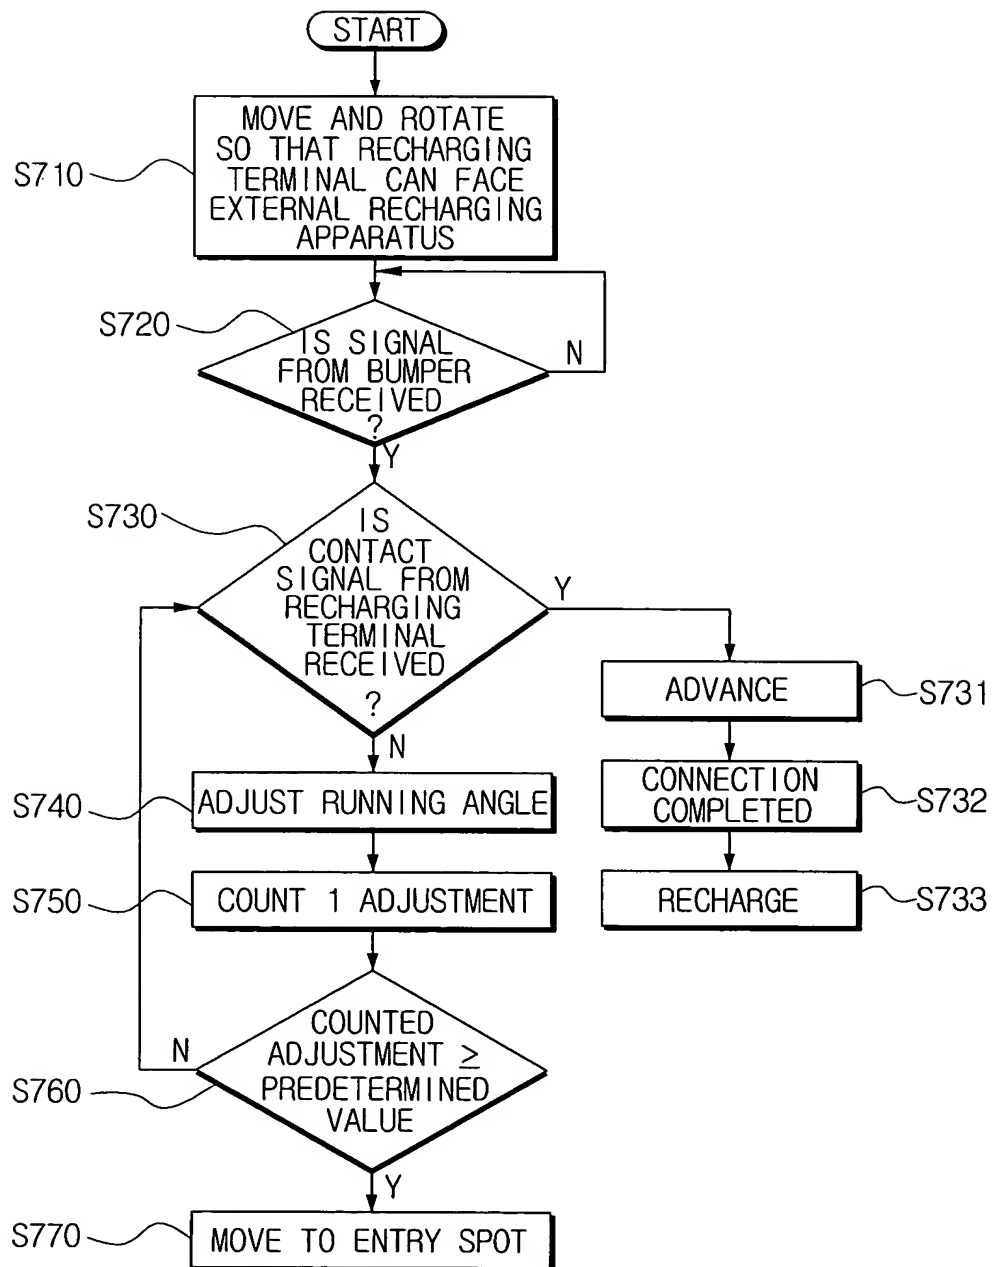 START
S710
MOVE AND ROTATE
SO THAT RECHARGING
TERMINAL CAN FACE
EXTERNAL RECHARGING
APPARATUS
S720
IS SIGNAL
FROM BUMPER
RECEIVED
?
N
Y
S730
IS
CONTACT
SIGNAL FROM
RECHARGING
TERMINAL
RECEIVED
?
Y
N
ADVANCE
S731
CONNECTION
COMPLETED
S732
RECHARGE
S733
S740
ADJUST RUNNING ANGLE
S750
COUNT 1 ADJUSTMENT
S760
COUNTED
ADJUSTMENT ≥
PREDETERMINED
VALUE
N
Y
S770
MOVE TO ENTRY SPOT